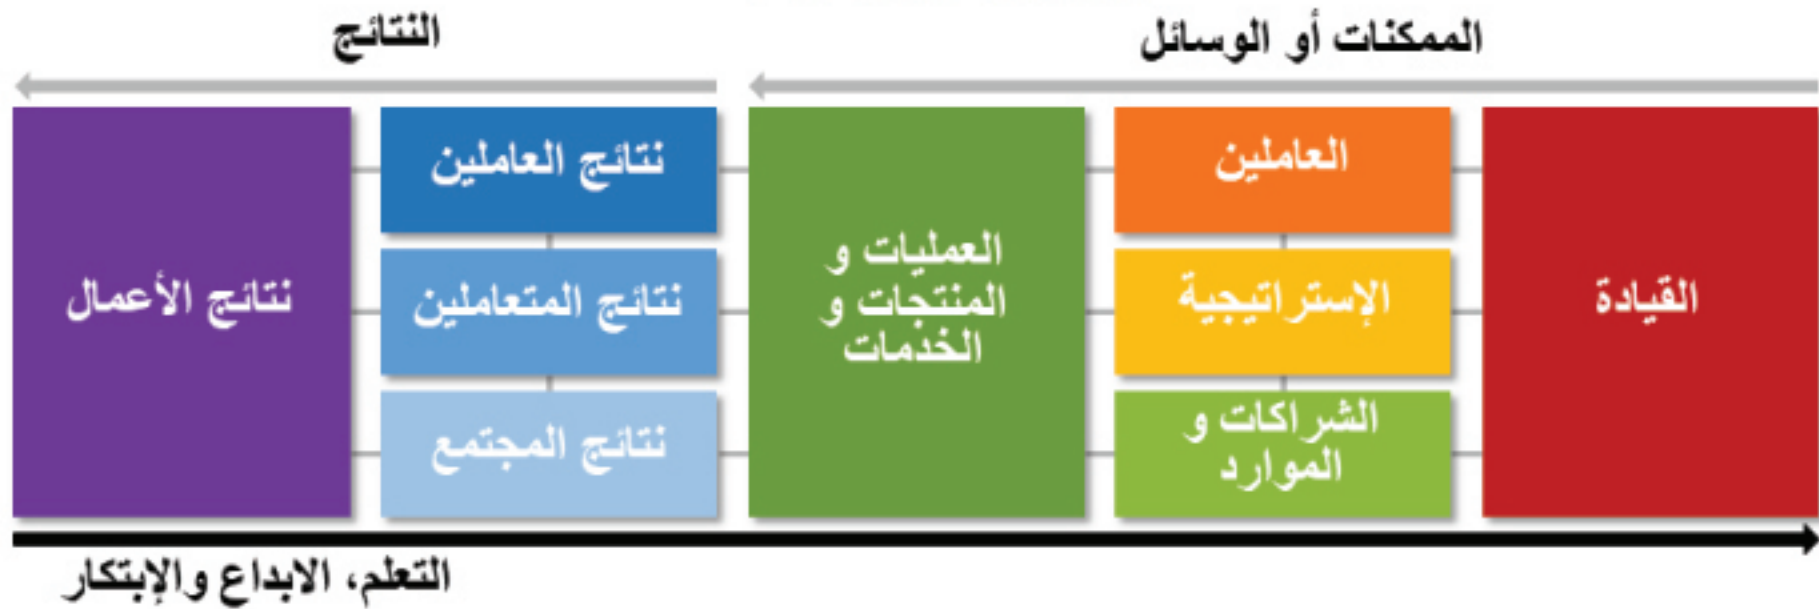 الممكنات أو الوسائل
النتائج
القيادة
العاملين
الإستراتيجية
الشراكات و
الموارد
العمليات و
المنتجات و
الخدمات
نتائج العاملين
نتائج المتعاملين
نتائج المجتمع
نتائج الأعمال
التعلم، الابداع والإبتكار